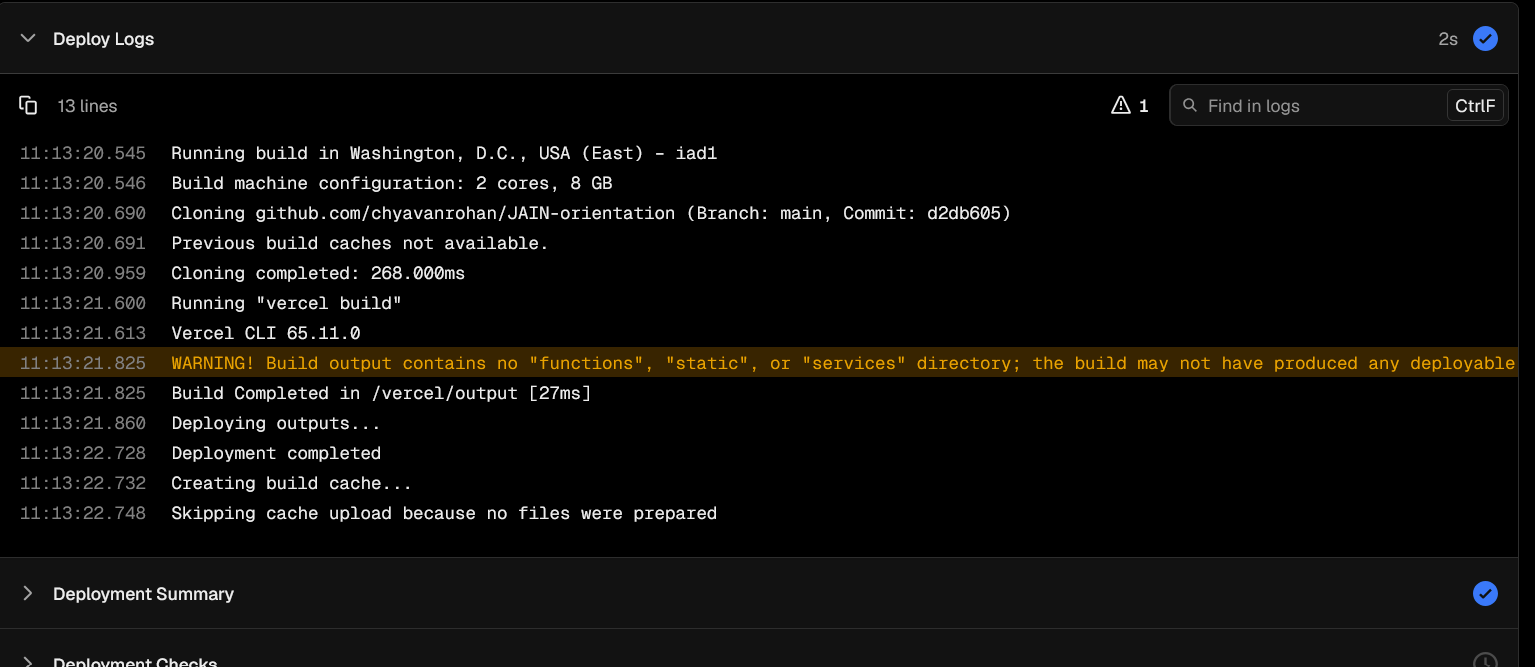 Deploy Logs 2s
13 lines 1 Find in logs CtrlF
11:13:20.545 Running build in Washington, D.C., USA (East) – iad1
11:13:20.546 Build machine configuration: 2 cores, 8 GB
11:13:20.690 Cloning github.com/chyavanrohan/JAIN-orientation (Branch: main, Commit: d2db605)
11:13:20.691 Previous build caches not available.
11:13:20.959 Cloning completed: 268.000ms
11:13:21.600 Running "vercel build"
11:13:21.613 Vercel CLI 65.11.0
11:13:21.825 WARNING! Build output contains no "functions", "static", or "services" directory; the build may not have produced any deployable
11:13:21.825 Build Completed in /vercel/output [27ms]
11:13:21.860 Deploying outputs...
11:13:22.728 Deployment completed
11:13:22.732 Creating build cache...
11:13:22.748 Skipping cache upload because no files were prepared
Deployment Summary
Deployment Checks